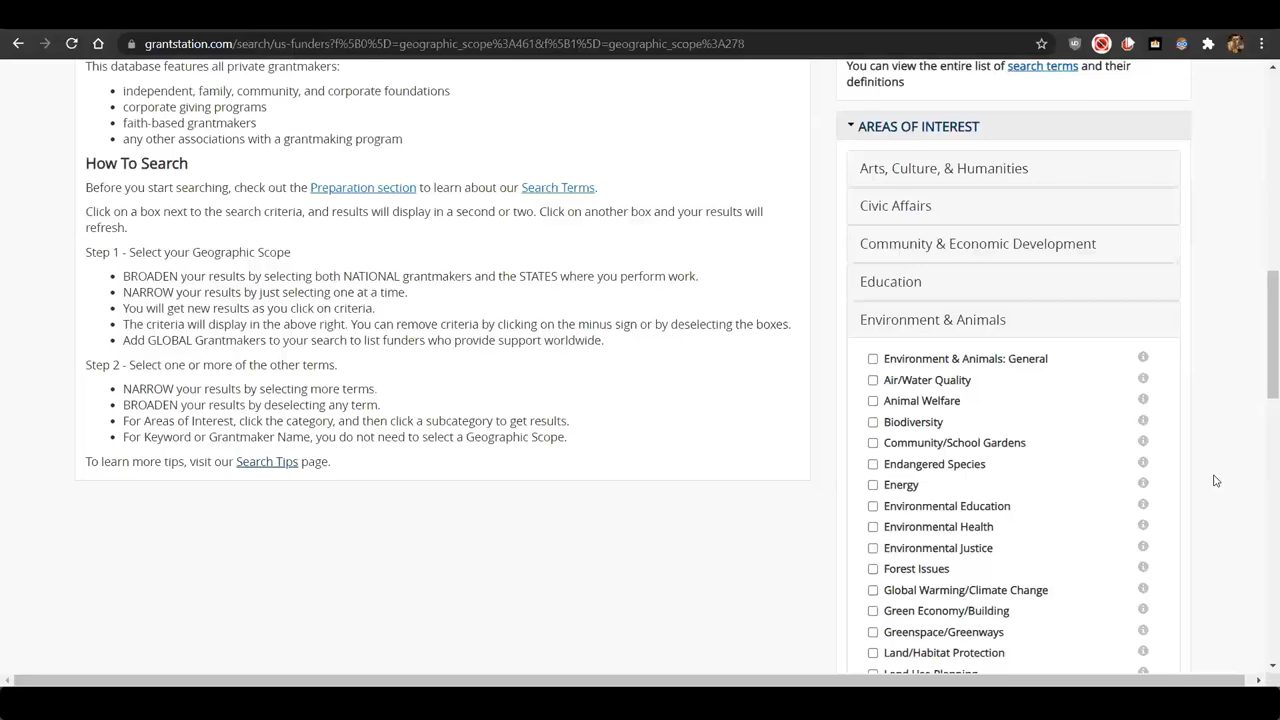 grantstation.com/search/us-funders?f%5B0%5D=geographic_scope%3A461&f%5B1%5D=geographic_scope%3A278
This database features all private grantmakers:
independent, family, community, and corporate foundations
corporate giving programs
faith-based grantmakers
any other associations with a grantmaking program
How To Search
Before you start searching, check out the Preparation section to learn about our Search Terms.
Click on a box next to the search criteria, and results will display in a second or two. Click on another box and your results will
refresh.
Step 1 - Select your Geographic Scope
BROADEN your results by selecting both NATIONAL grantmakers and the STATES where you perform work.
NARROW your results by just selecting one at a time.
You will get new results as you click on criteria.
The criteria will display in the above right. You can remove criteria by clicking on the minus sign or by deselecting the boxes.
Add GLOBAL Grantmakers to your search to list funders who provide support worldwide.
Step 2 - Select one or more of the other terms.
NARROW your results by selecting more terms.
BROADEN your results by deselecting any term.
For Areas of Interest, click the category, and then click a subcategory to get results.
For Keyword or Grantmaker Name, you do not need to select a Geographic Scope.
To learn more tips, visit our Search Tips page.
You can view the entire list of search terms and their
definitions
AREAS OF INTEREST
Arts, Culture, & Humanities
Civic Affairs
Community & Economic Development
Education
Environment & Animals
Environment & Animals: General
Air/Water Quality
Animal Welfare
Biodiversity
Community/School Gardens
Endangered Species
Energy
Environmental Education
Environmental Health
Environmental Justice
Forest Issues
Global Warming/Climate Change
Green Economy/Building
Greenspace/Greenways
Land/Habitat Protection
Land Use Planning